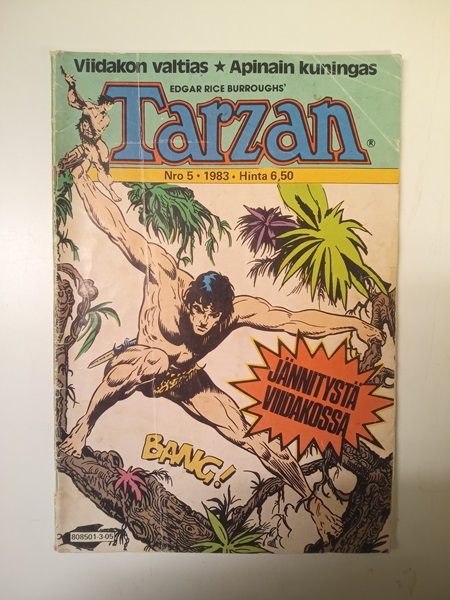 Viidakon valtias ★ Apinain kuningas
EDGAR RICE BURROUGHS'
Tarzan®
Nro 5 • 1983 • Hinta 6,50
JÄNNITYSTÄ
VIIDAKOSSA
BANG!
808501-3-05